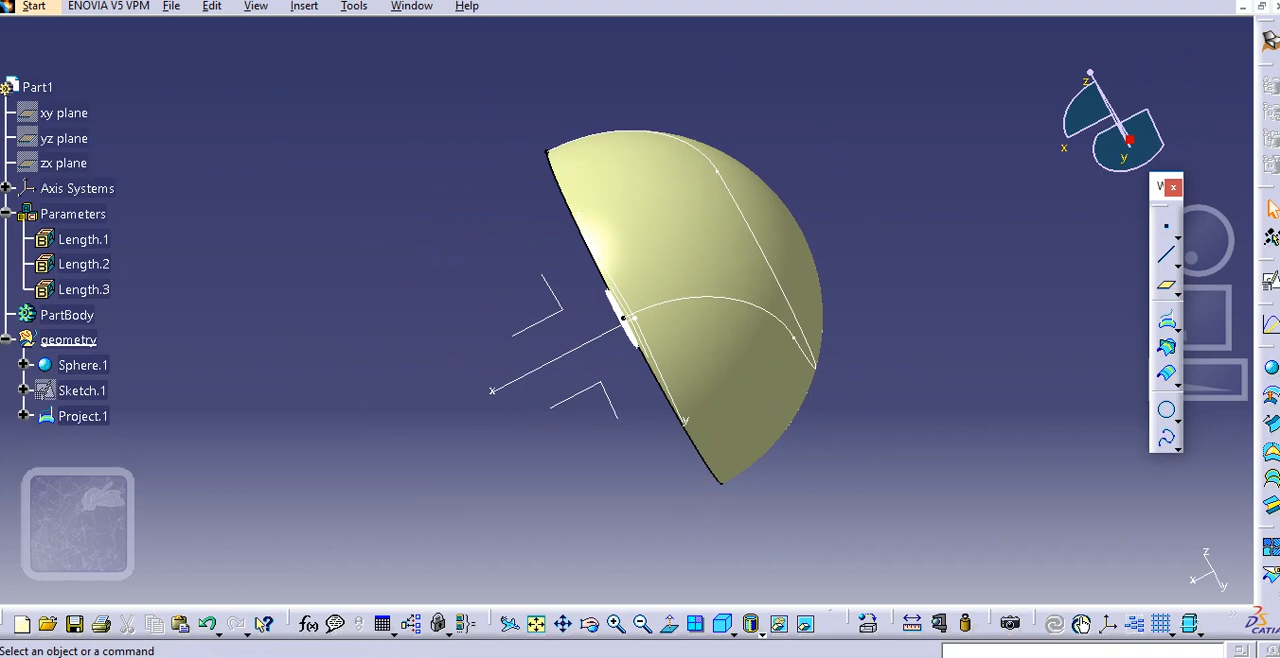 Start ENOVIA V5 VPM File Edit View Insert Tools Window Help
Part1
xy plane
yz plane
zx plane
Axis Systems
Parameters
Length.1
Length.2
Length.3
PartBody
geometry
Sphere.1
Sketch.1
Project.1
z
x
y
x
y
z
x
y
f(x)
CATIA
Select an object or a command